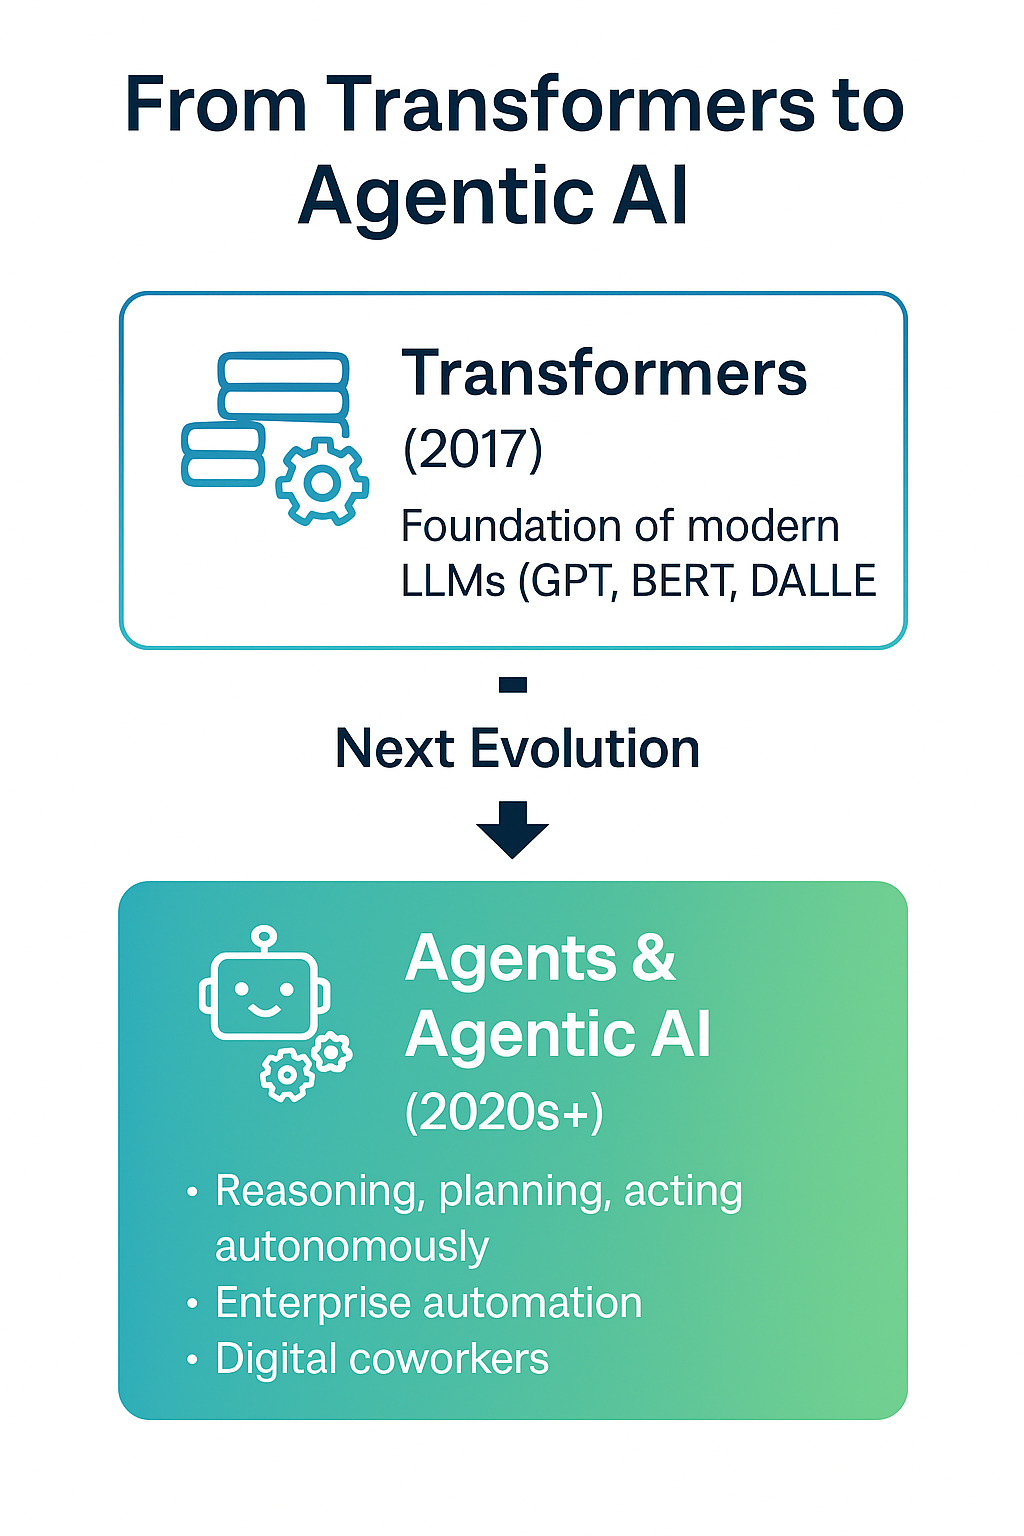 From Transformers to
Agentic AI
Transformers
(2017)
Foundation of modern
LLMs (GPT, BERT, DALLE
Next Evolution
Agents &
Agentic AI
(2020s+)
• Reasoning, planning, acting
autonomously
• Enterprise automation
• Digital coworkers